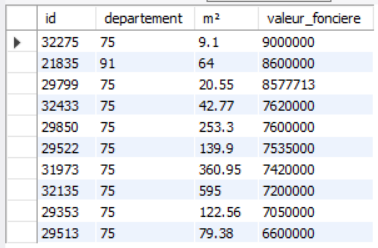 id departement m² valeur_fonciere
32275 75 9.1 9000000
21835 91 64 8600000
29799 75 20.55 8577713
32433 75 42.77 7620000
29850 75 253.3 7600000
29522 75 139.9 7535000
31973 75 360.95 7420000
32135 75 595 7200000
29353 75 122.56 7050000
29513 75 79.38 6600000